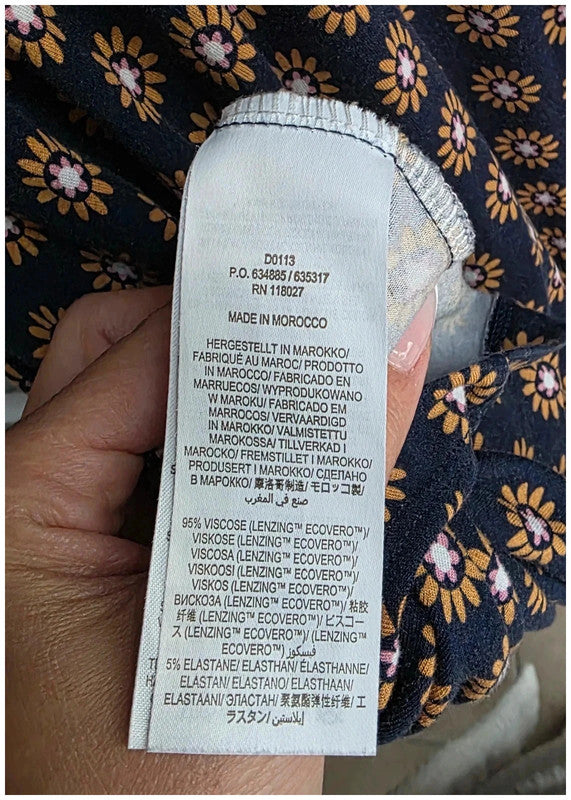 D0113
P.O. 634885 / 635317
RN 118027
MADE IN MOROCCO
HERGESTELLT IN MAROKKO/
FABRIQUÉ AU MAROC/ PRODOTTO
IN MAROCCO/ FABRICADO EN
MARRUECOS/ WYPRODUKOWANO
W MAROKU/ FABRICADO EM
MARROCOS/ VERVAARDIGD
IN MAROKKO/ VALMISTETTU
MAROKOSSA/ TILLVERKAD I
MAROCKO/ FREMSTILLET I MAROKKO/
PRODUSERT I MAROKKO/ СДЕЛАНО
В МАРОККО/ 摩洛哥制造/ モロッコ製/
صنع في المغرب
95% VISCOSE (LENZING™ ECOVERO™)/
VISKOSE (LENZING™ ECOVERO™)/
VISCOSA (LENZING™ ECOVERO™)/
VISKOOSI (LENZING™ ECOVERO™)/
VISKOS (LENZING™ ECOVERO™)/
ВИСКОЗА (LENZING™ ECOVERO™)/ 粘胶
纤维 (LENZING™ ECOVERO™)/ ビスコー
ス (LENZING™ ECOVERO™)/ (LENZING™
ECOVERO™) فيسكوز
5% ELASTANE/ ELASTHAN/ ÉLASTHANNE/
ELASTAN/ ELASTANO/ ELASTHAAN/
ELASTAANI/ ЭЛАСТАН/ 聚氨酯弹性纤维/ エ
ラスタン/ إيلاستين/